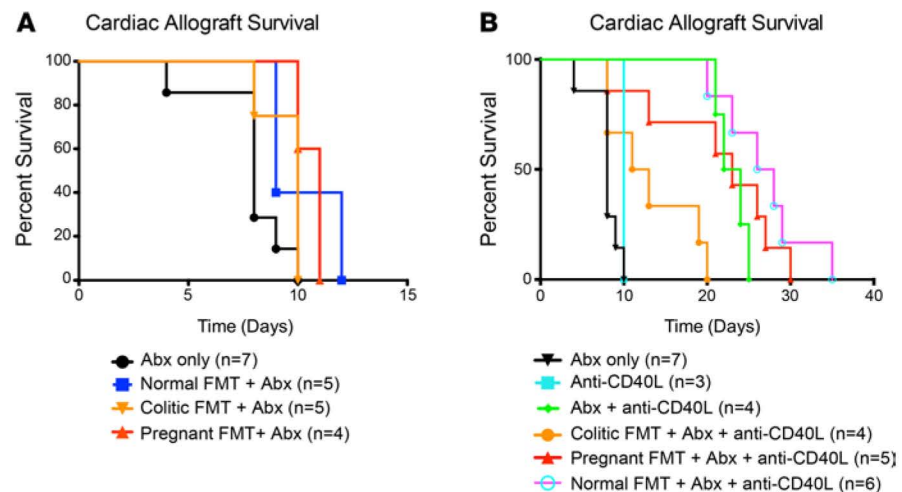 A
Cardiac Allograft Survival
Percent Survival
100
80
60
40
20
0
0
5
10
15
Time (Days)
Abx only (n=7)
Normal FMT + Abx (n=5)
Colitic FMT + Abx (n=5)
Pregnant FMT+ Abx (n=4)
B
Cardiac Allograft Survival
Percent Survival
100
50
0
0
10
20
30
40
Time (Days)
Abx only (n=7)
Anti-CD40L (n=3)
Abx + anti-CD40L (n=4)
Colitic FMT + Abx + anti-CD40L (n=4)
Pregnant FMT + Abx + anti-CD40L (n=5)
Normal FMT + Abx + anti-CD40L (n=6)